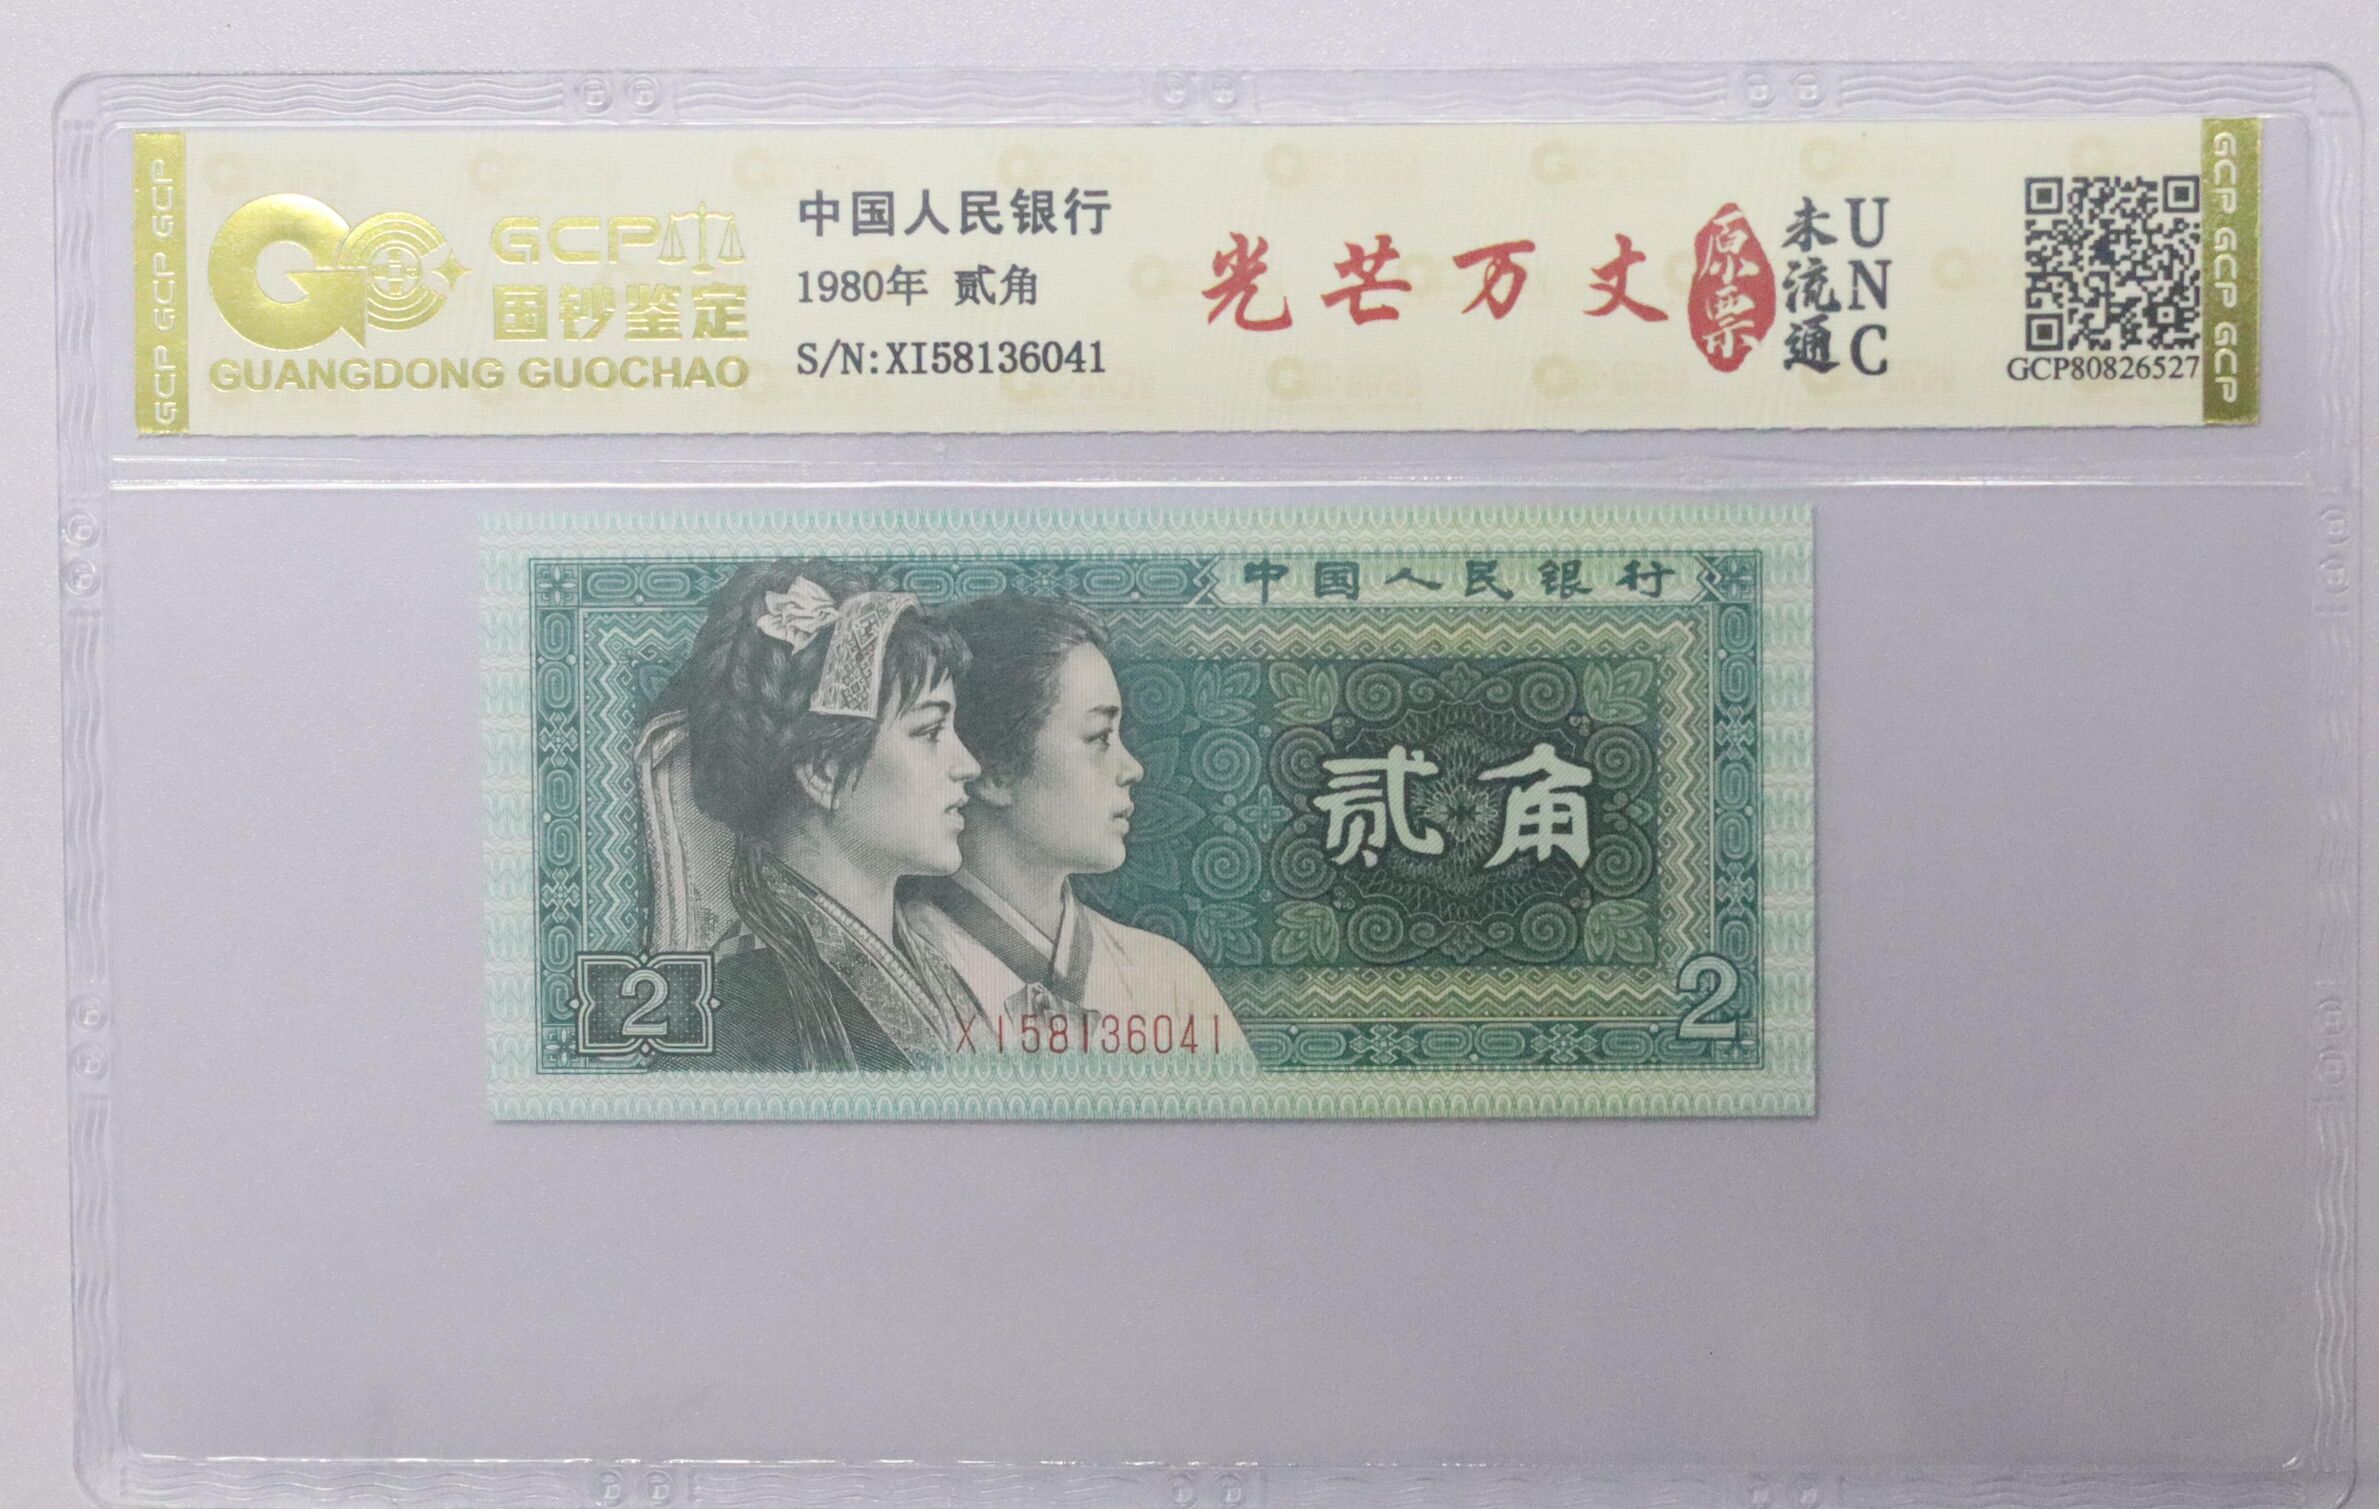 GCP GCP GCP
GCP
国钞鉴定
GUANGDONG GUOCHAO
中国人民银行
1980年 贰角
S/N:XI58136041
光芒万丈
原票
未流通
UNC
GCP80826527
GCP GCP GCP
中国人民银行
贰角
2
XI58136041
2